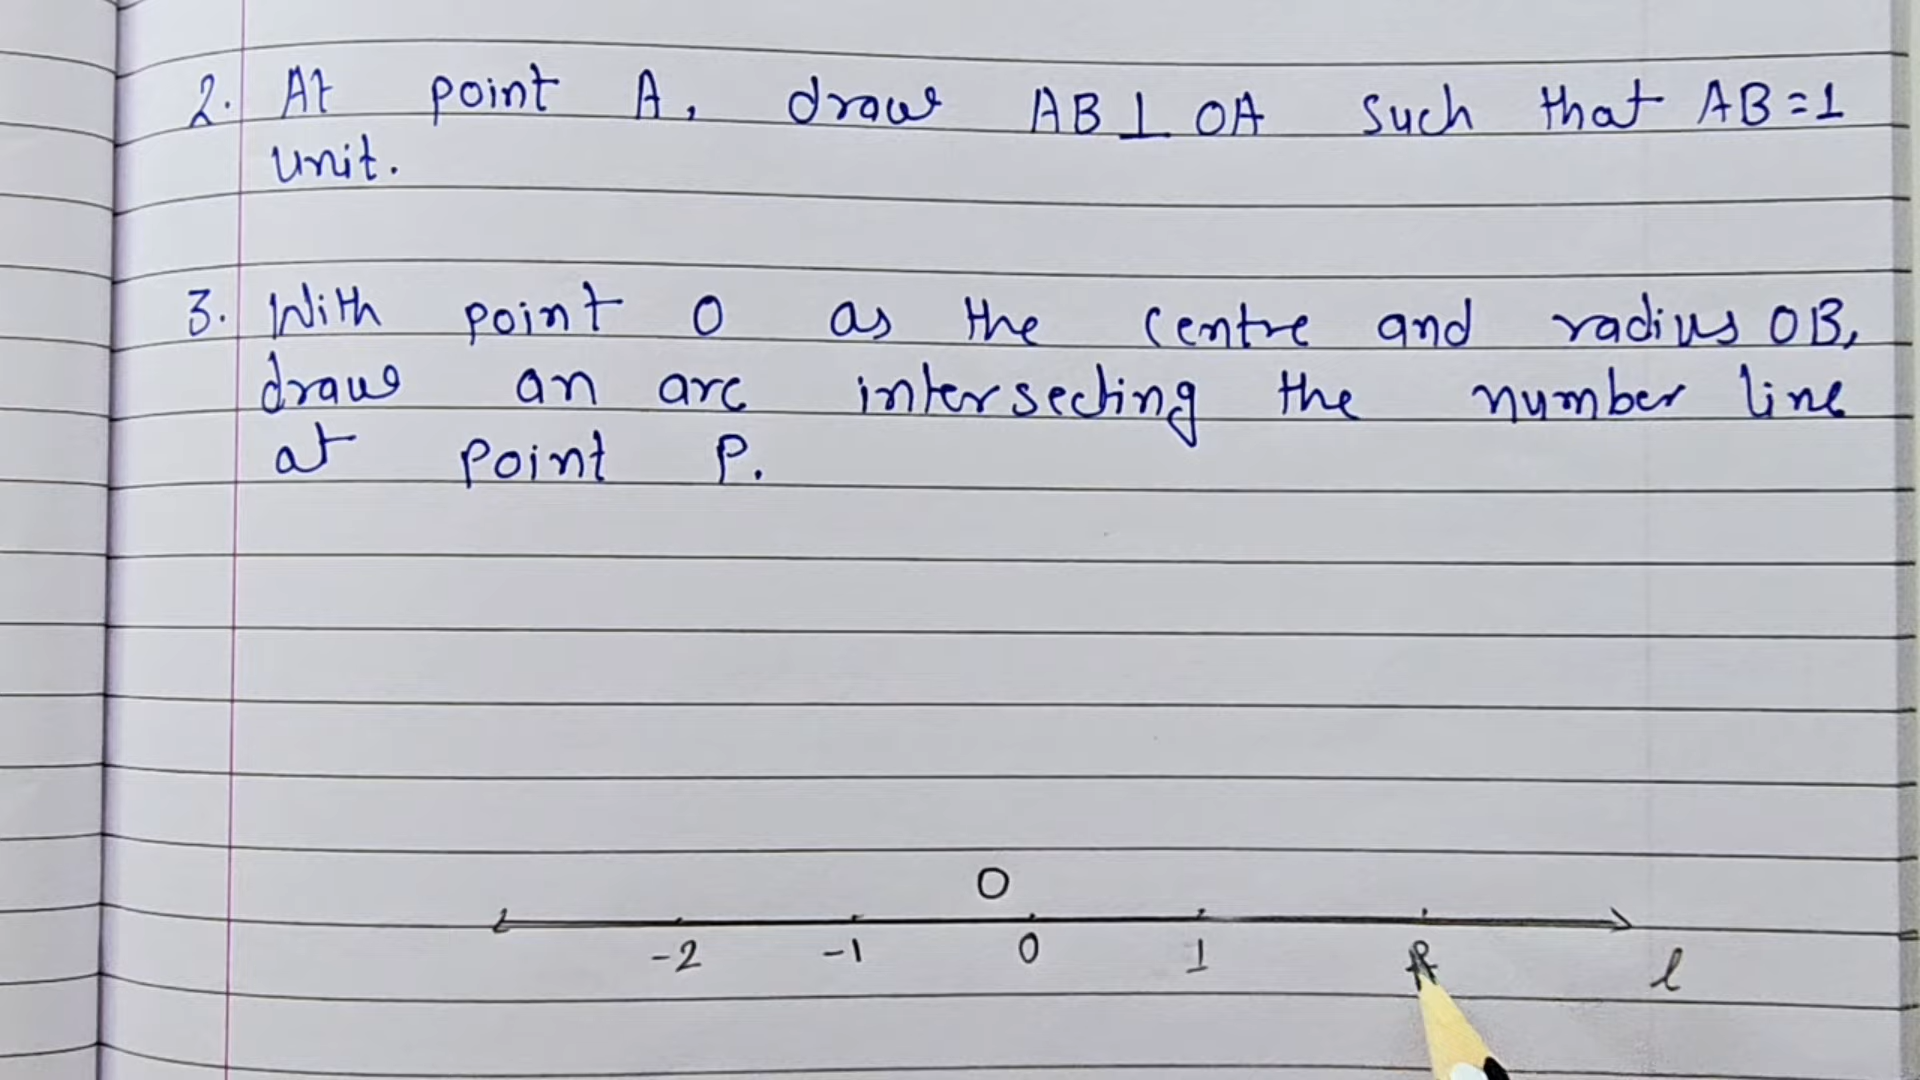 2. At point A, draw AB ⊥ OA such that AB = 1
unit.
3. With point O as the centre and radius OB,
draw an arc intersecting the number line
at point P.
O
-2 -1 0 1 l